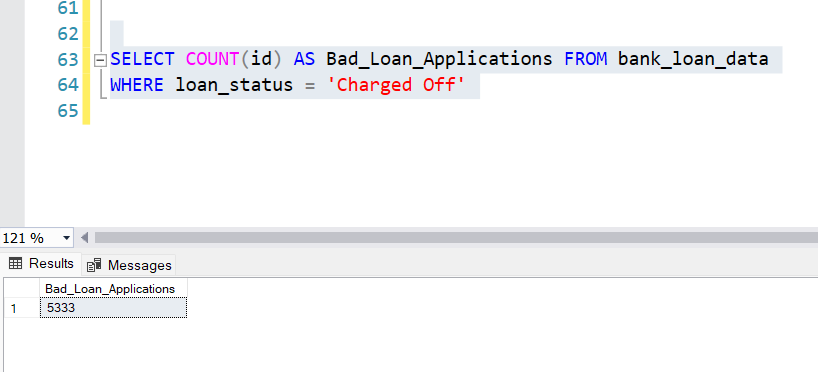 61
62
63 SELECT COUNT(id) AS Bad_Loan_Applications FROM bank_loan_data
64 WHERE loan_status = 'Charged Off'
65
121 %
Results Messages
Bad_Loan_Applications
1 5333